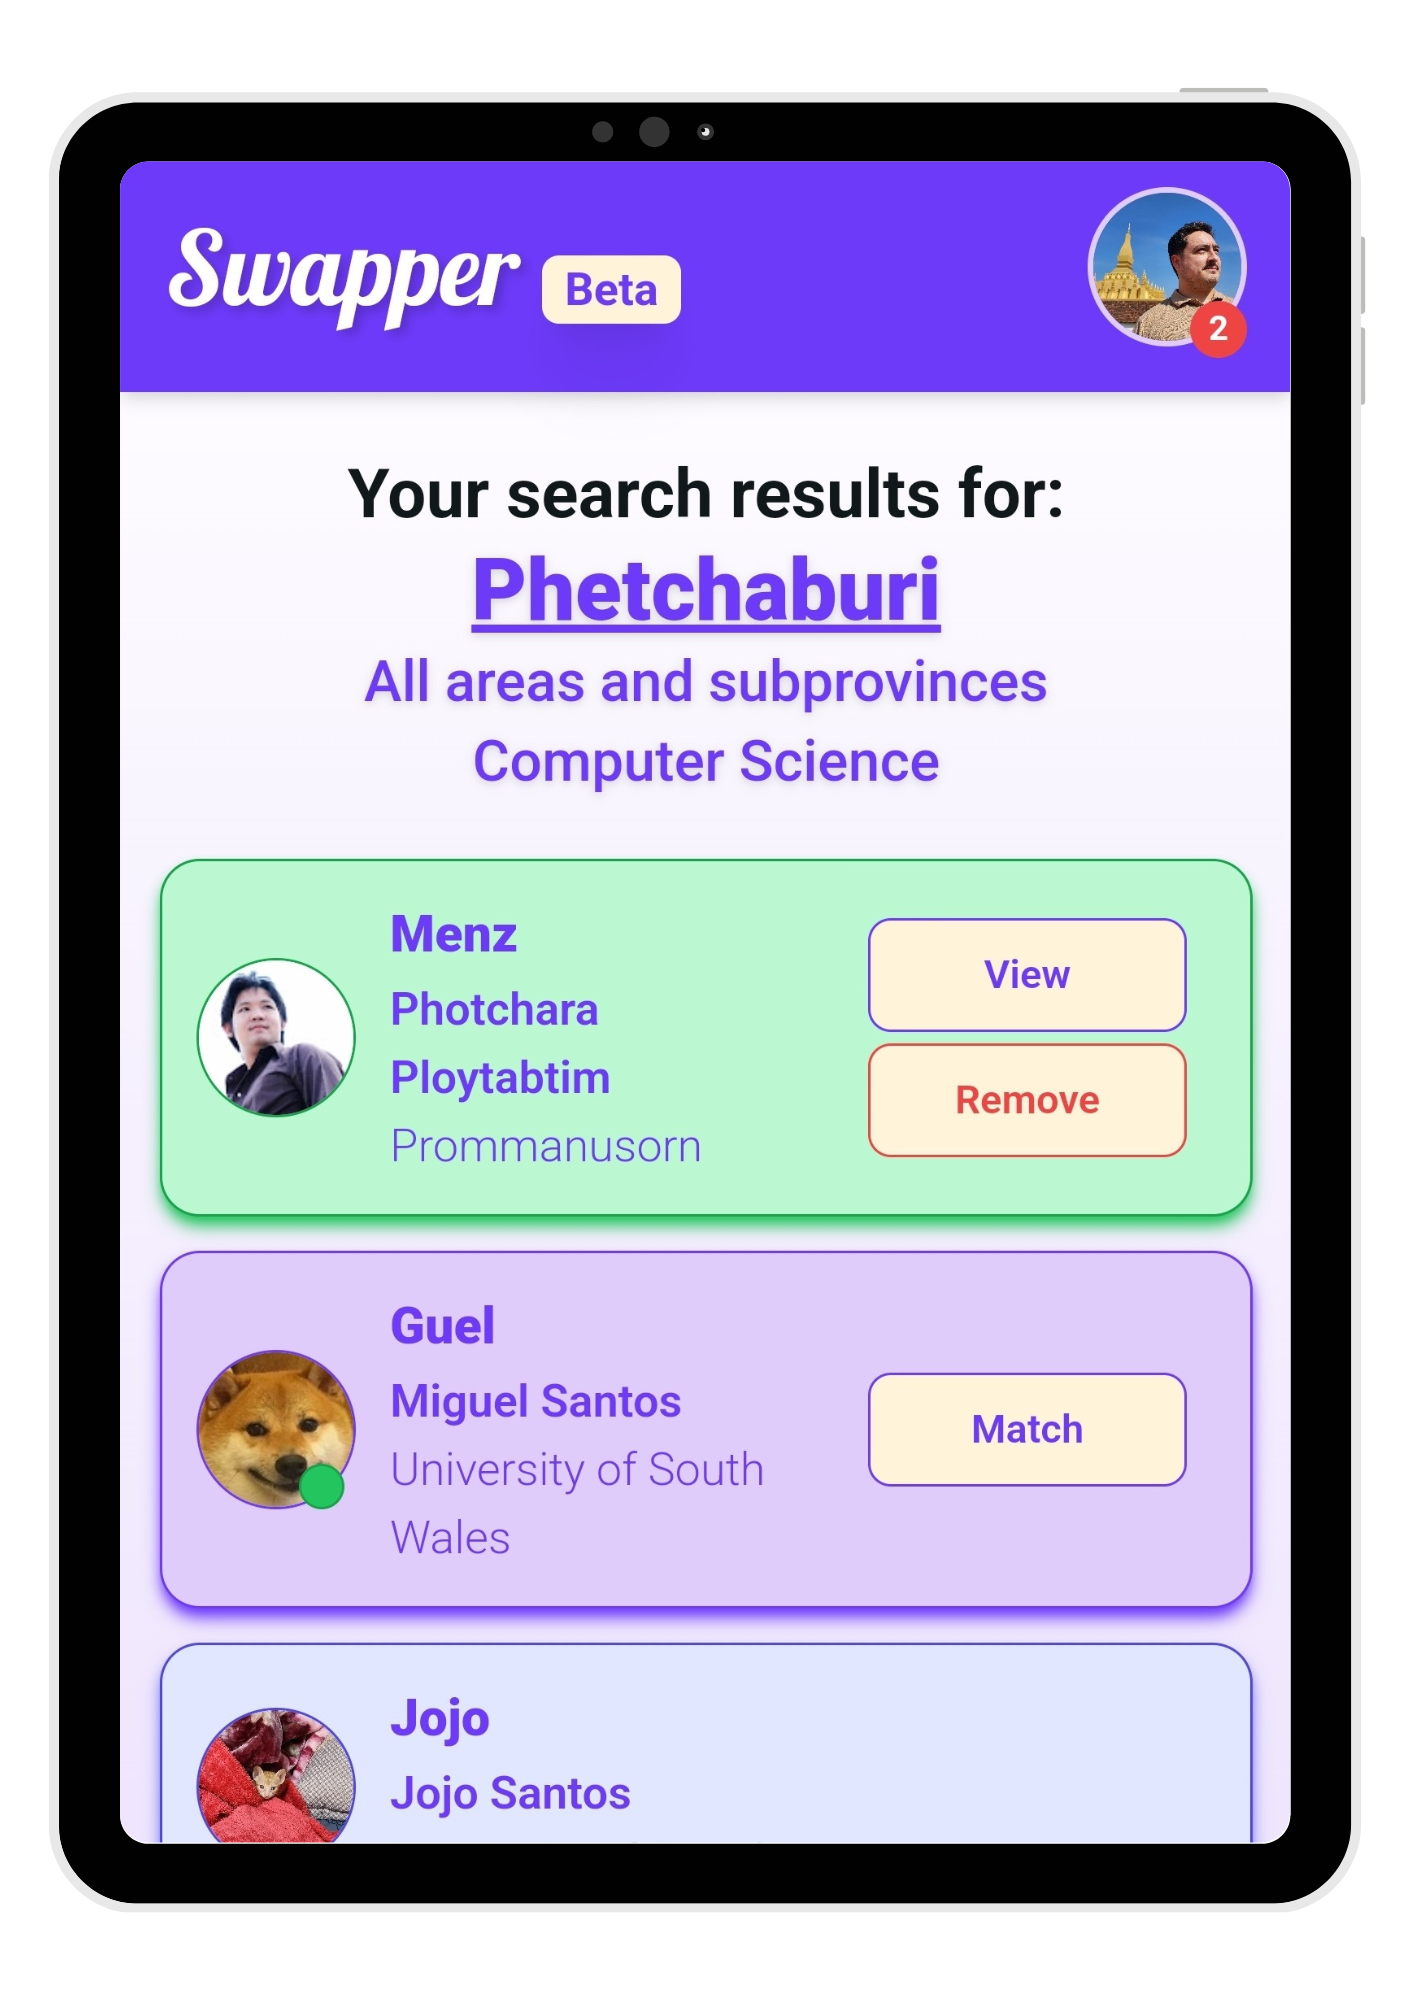 Swapper
Beta
2
Your search results for:
Phetchaburi
All areas and subprovinces
Computer Science
Menz
Photchara
Ploytabtim
Prommanusorn
View
Remove
Guel
Miguel Santos
University of South
Wales
Match
Jojo
Jojo Santos